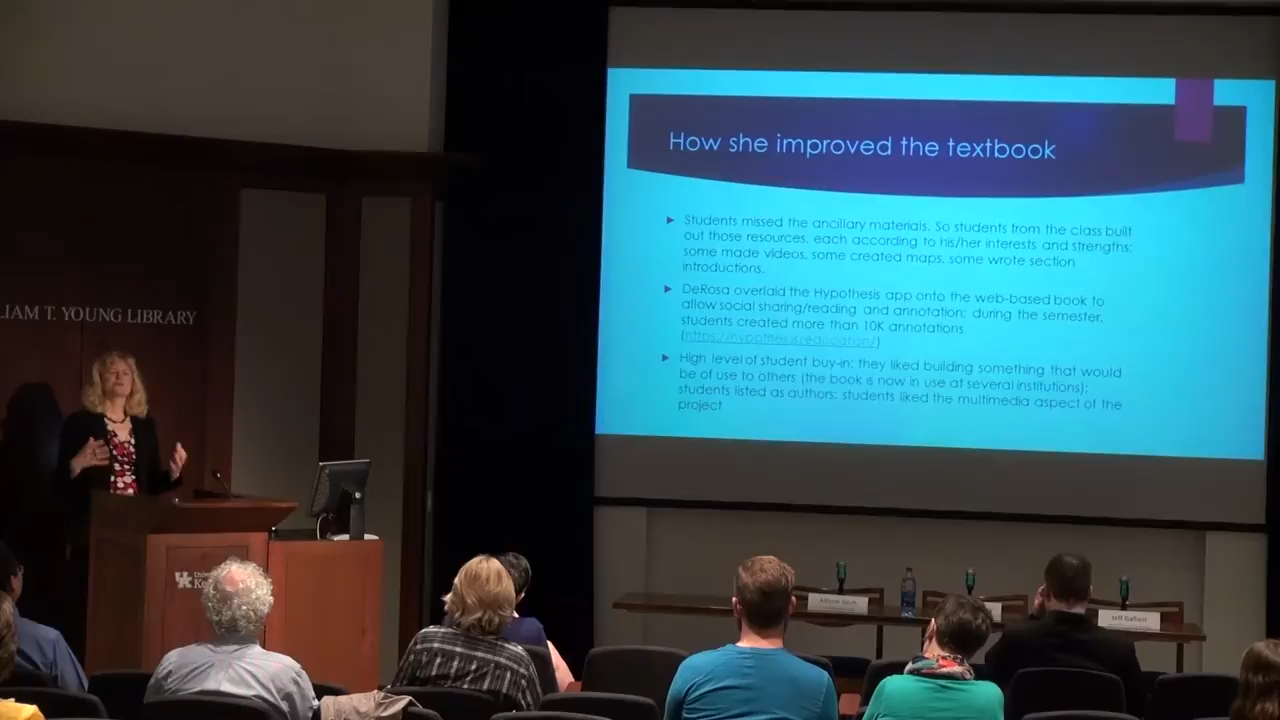 How she improved the textbook
Students missed the ancillary materials. So students from the class built
out those resources, each according to his/her interests and strengths:
some made videos, some created maps, some wrote section
introductions.
DeRosa overlaid the Hypothesis app onto the web-based book to
allow social sharing/reading and annotation; during the semester,
students created more than 10K annotations
(https://hypothes.is/education/)
High level of student buy-in: they liked building something that would
be of use to others (the book is now in use at several institutions);
students listed as authors; students liked the multimedia aspect of the
project
LIAM T. YOUNG LIBRARY
UK
Jeff Gallant